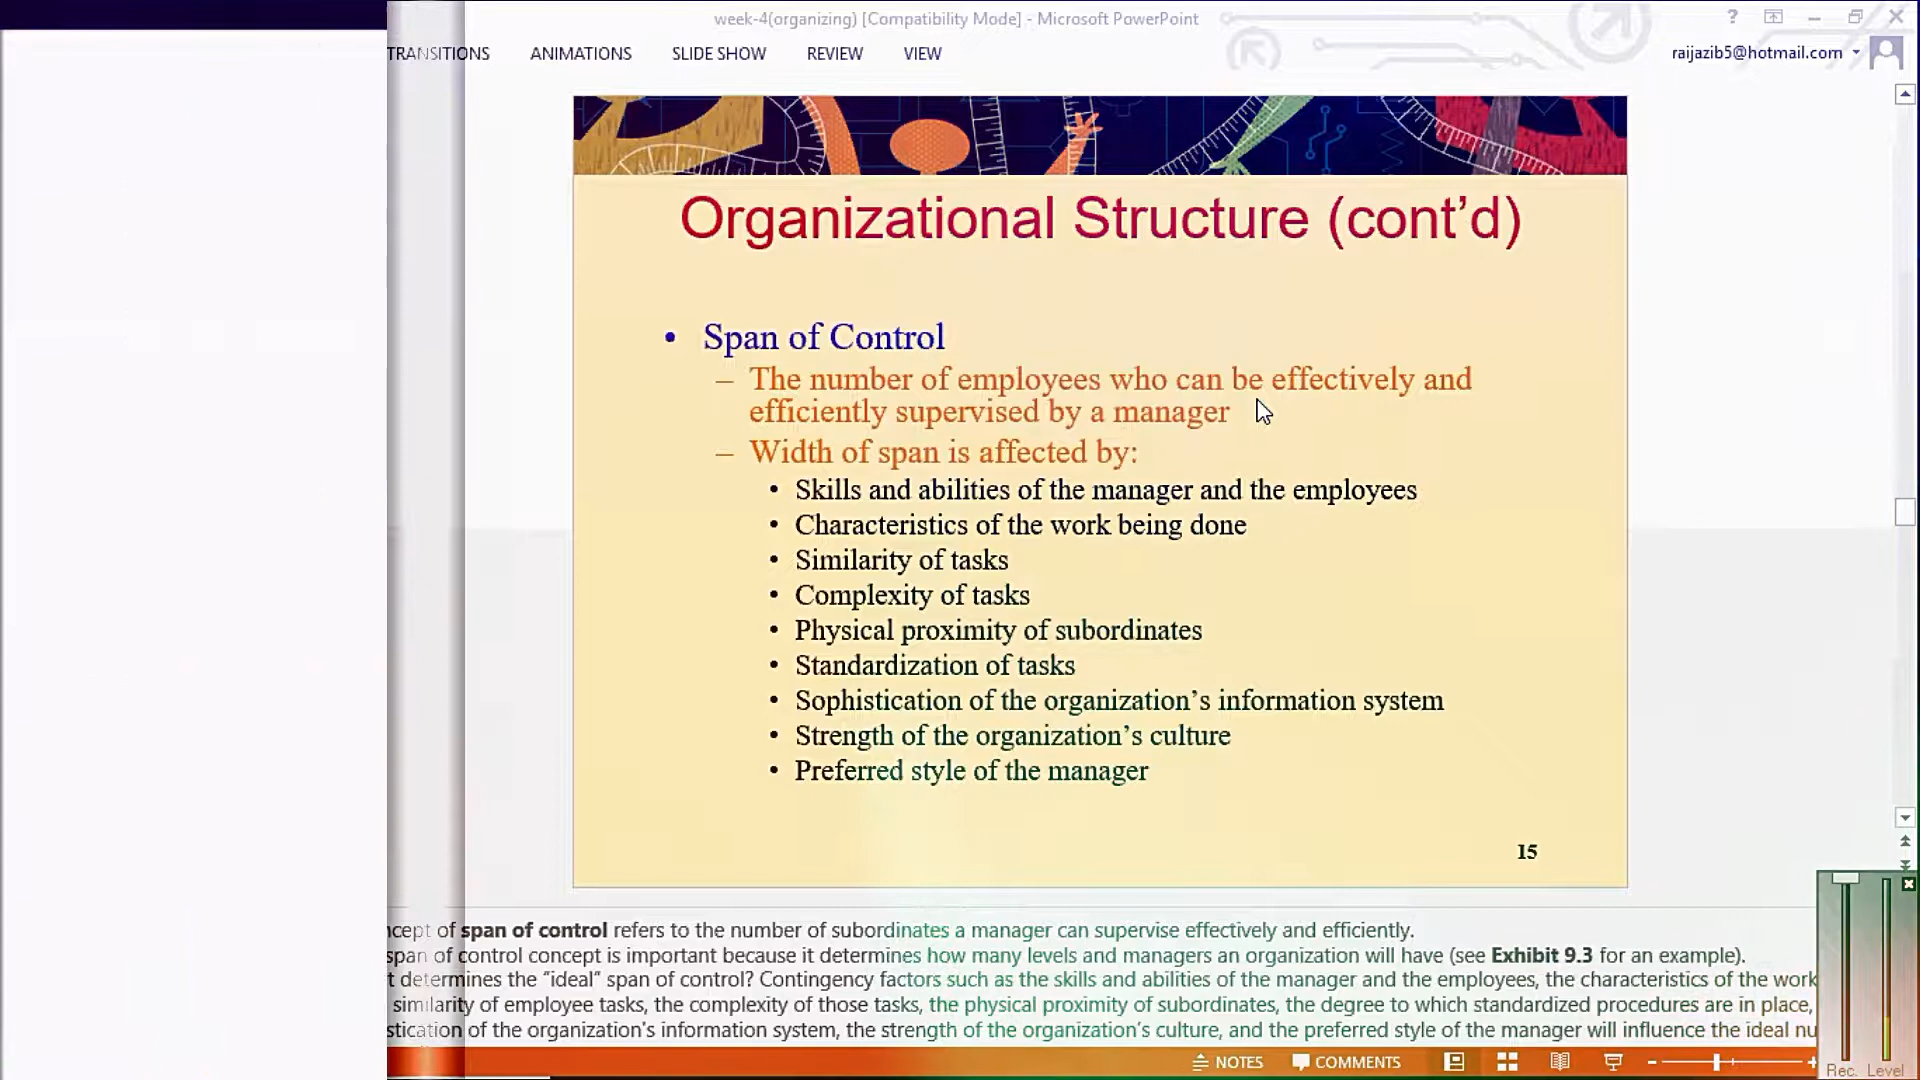 week-4(organizing) [Compatibility Mode] - Microsoft PowerPoint
?
TRANSITIONS ANIMATIONS SLIDE SHOW REVIEW VIEW
raijazib5@hotmail.com
Organizational Structure (cont’d)
• Span of Control
– The number of employees who can be effectively and
efficiently supervised by a manager
– Width of span is affected by:
• Skills and abilities of the manager and the employees
• Characteristics of the work being done
• Similarity of tasks
• Complexity of tasks
• Physical proximity of subordinates
• Standardization of tasks
• Sophistication of the organization’s information system
• Strength of the organization’s culture
• Preferred style of the manager
15
ncept of span of control refers to the number of subordinates a manager can supervise effectively and efficiently.
span of control concept is important because it determines how many levels and managers an organization will have (see Exhibit 9.3 for an example).
t determines the “ideal” span of control? Contingency factors such as the skills and abilities of the manager and the employees, the characteristics of the work
similarity of employee tasks, the complexity of those tasks, the physical proximity of subordinates, the degree to which standardized procedures are in place,
stication of the organization's information system, the strength of the organization’s culture, and the preferred style of the manager will influence the ideal nu
NOTES COMMENTS
Rec. Level